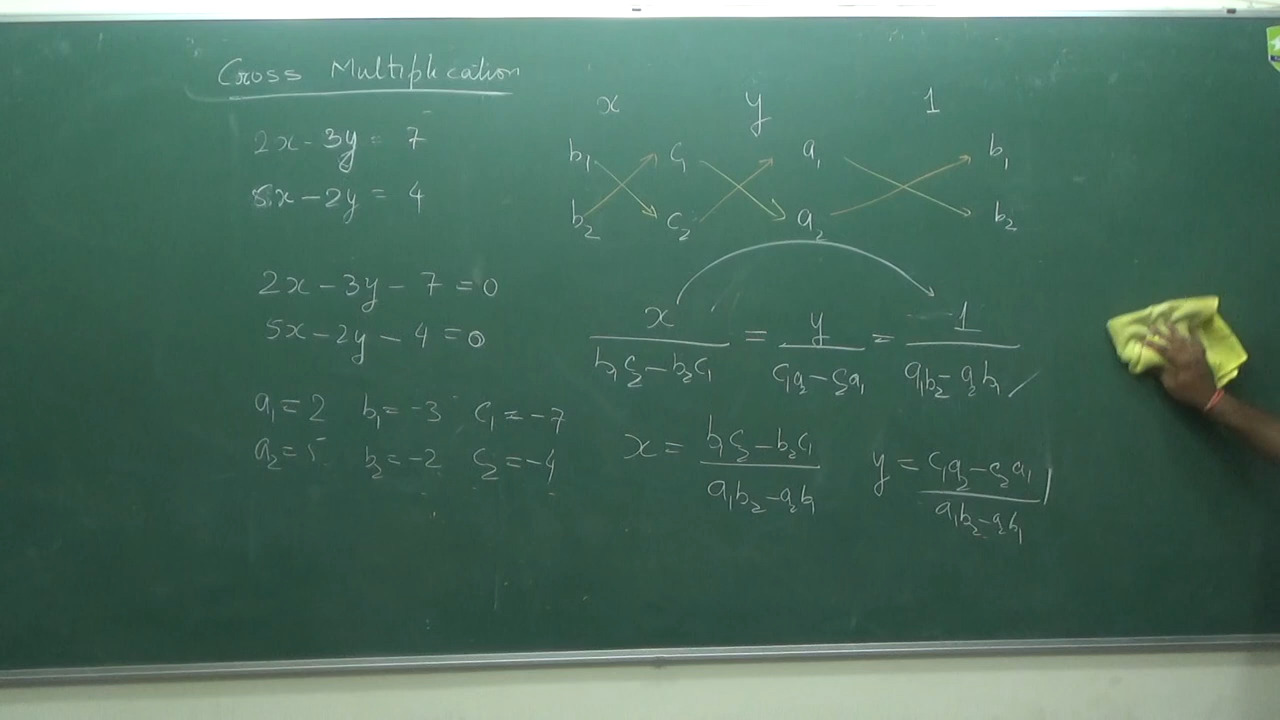 Cross Multiplication
2x - 3y = 7
5x - 2y = 4
2x - 3y - 7 = 0
5x - 2y - 4 = 0
a₁ = 2 b₁ = -3 c₁ = -7
a₂ = 5 b₂ = -2 c₂ = -4
x y 1
b₁ c₁ a₁ b₁
b₂ c₂ a₂ b₂
x/(b₁c₂ - b₂c₁) = y/(c₁a₂ - c₂a₁) = 1/(a₁b₂ - a₂b₁)
x = (b₁c₂ - b₂c₁)/(a₁b₂ - a₂b₁) y = (c₁a₂ - c₂a₁)/(a₁b₂ - a₂b₁)